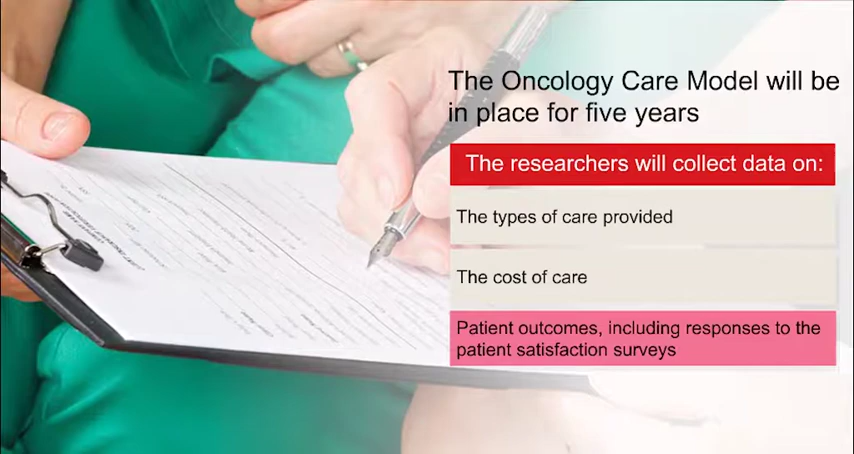 The Oncology Care Model will be
in place for five years
The researchers will collect data on:
The types of care provided
The cost of care
Patient outcomes, including responses to the
patient satisfaction surveys